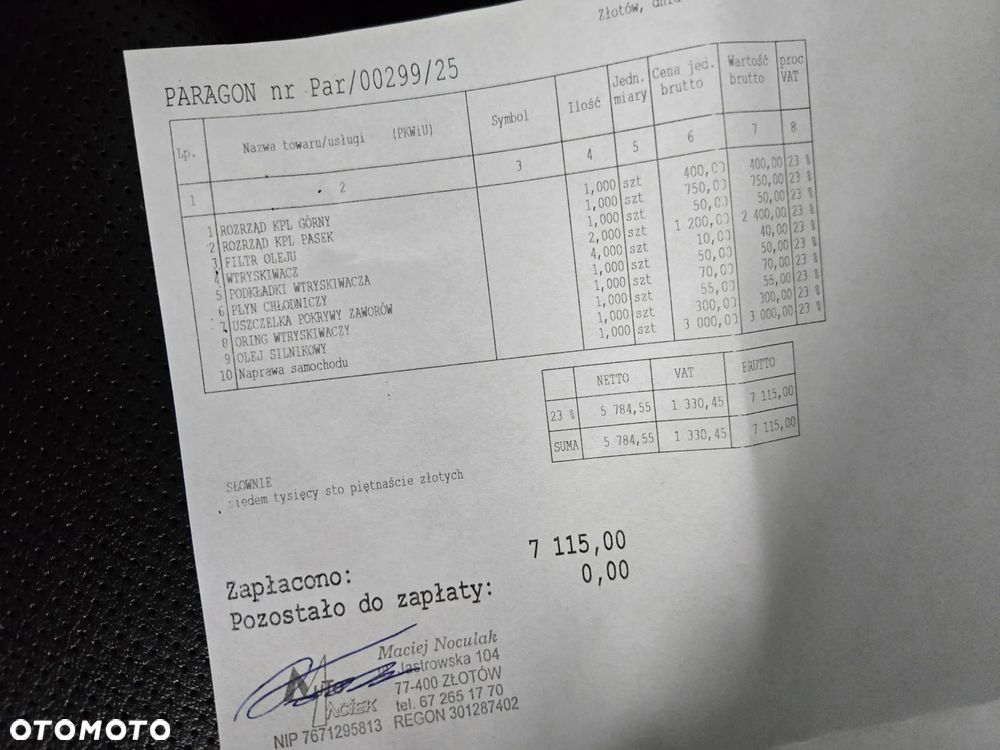 Złotów, dnia
PARAGON nr Par/00299/25
Lp. Nazwa towaru/usługi (PKWiU) Symbol Ilość Jedn. miary Cena jed. brutto Wartość brutto proc VAT
1 2 3 4 5 6 7 8
1 ROZRZĄD KPL GÓRNY 1,000 szt 400,00 400,00 23 %
2 ROZRZĄD KPL PASEK 1,000 szt 750,00 750,00 23 %
3 FILTR OLEJU 1,000 szt 50,00 50,00 23 %
4 WTRYSKIWACZ 2,000 szt 1 200,00 2 400,00 23 %
5 PODKŁADKI WTRYSKIWACZA 4,000 szt 10,00 40,00 23 %
6 PŁYN CHŁODNICZY 1,000 szt 50,00 50,00 23 %
7 USZCZELKA POKRYWY ZAWORÓW 1,000 szt 70,00 70,00 23 %
8 ORING WTRYSKIWACZY 1,000 szt 55,00 55,00 23 %
9 OLEJ SILNIKOWY 1,000 szt 300,00 300,00 23 %
10 Naprawa samochodu 1,000 szt 3 000,00 3 000,00 23 %
NETTO VAT BRUTTO
23 % 5 784,55 1 330,45 7 115,00
SUMA 5 784,55 1 330,45 7 115,00
SŁOWNIE
siedem tysięcy sto piętnaście złotych
Zapłacono: 7 115,00
Pozostało do zapłaty: 0,00
Maciej Noculak
Jastrowska 104
77-400 ZŁOTÓW
tel. 67 265 17 70
NIP 7671295813 REGON 301287402
OTOMOTO